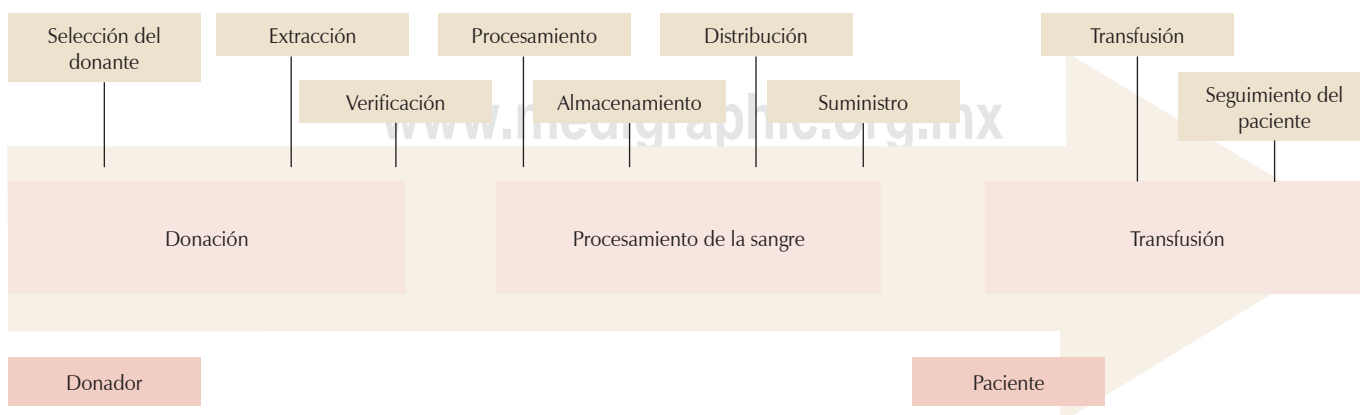 Selección del
donante
Extracción
Procesamiento
Distribución
Transfusión
Verificación
Almacenamiento
Suministro
Seguimiento del
paciente
www.medigraphic.org.mx
Donación
Procesamiento de la sangre
Transfusión
Donador
Paciente